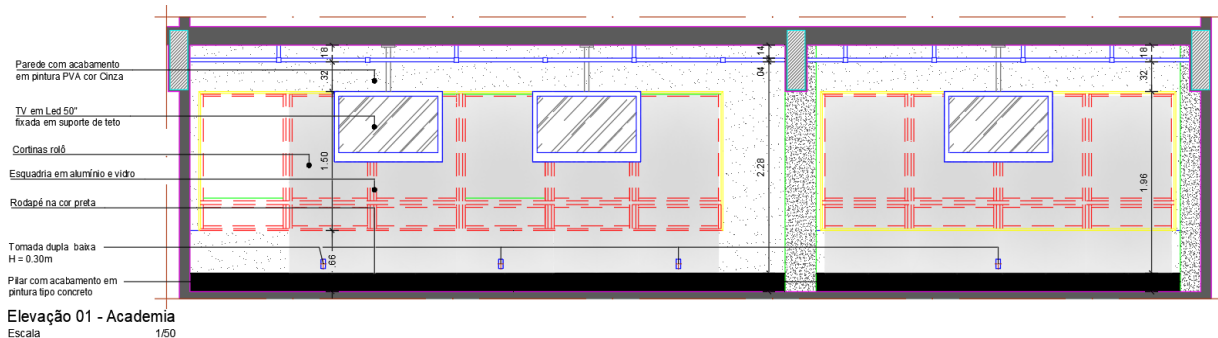 Parede com acabamento
em pintura PVA cor Cinza
TV em Led 50"
fixada em suporte de teto
Cortinas rolô
Esquadria em alumínio e vidro
Rodapé na cor preta
Tomada dupla baixa
H = 0.30m
Pilar com acabamento em
pintura tipo concreto
.18
.32
1.50
.66
.14
.04
2.28
.18
.32
1.96
Elevação 01 - Academia
Escala 1/50